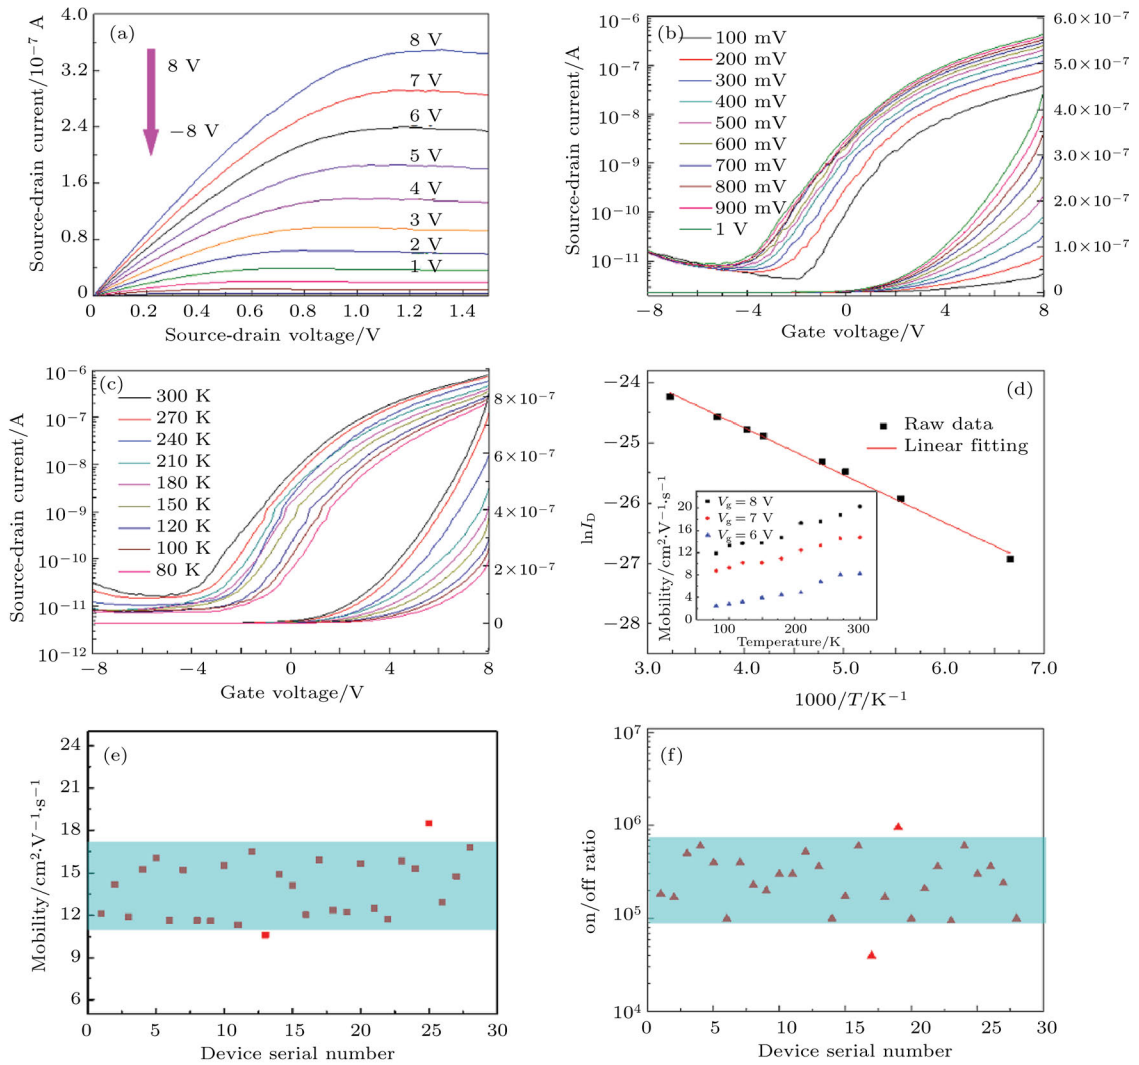 (a)
Source-drain current/10⁻⁷ A
4.0
3.2
2.4
1.6
0.8
0
8 V
−8 V
8 V
7 V
6 V
5 V
4 V
3 V
2 V
1 V
0 0.2 0.4 0.6 0.8 1.0 1.2 1.4
Source-drain voltage/V
(b)
Source-drain current/A
10⁻⁶
10⁻⁷
10⁻⁸
10⁻⁹
10⁻¹⁰
10⁻¹¹
100 mV
200 mV
300 mV
400 mV
500 mV
600 mV
700 mV
800 mV
900 mV
1 V
6.0×10⁻⁷
5.0×10⁻⁷
4.0×10⁻⁷
3.0×10⁻⁷
2.0×10⁻⁷
1.0×10⁻⁷
0
−8 −4 0 4 8
Gate voltage/V
(c)
Source-drain current/A
10⁻⁶
10⁻⁷
10⁻⁸
10⁻⁹
10⁻¹⁰
10⁻¹¹
10⁻¹²
300 K
270 K
240 K
210 K
180 K
150 K
120 K
100 K
80 K
8×10⁻⁷
6×10⁻⁷
4×10⁻⁷
2×10⁻⁷
0
−8 −4 0 4 8
Gate voltage/V
(d)
lnI_D
−24
−25
−26
−27
−28
Raw data
Linear fitting
Mobility/cm²·V⁻¹·s⁻¹
20
16
12
8
4
V_g = 8 V
V_g = 7 V
V_g = 6 V
100 200 300
Temperature/K
3.0 4.0 5.0 6.0 7.0
1000/T/K⁻¹
(e)
Mobility/cm²·V⁻¹·s⁻¹
24
21
18
15
12
9
6
0 5 10 15 20 25 30
Device serial number
(f)
on/off ratio
10⁷
10⁶
10⁵
10⁴
0 5 10 15 20 25 30
Device serial number